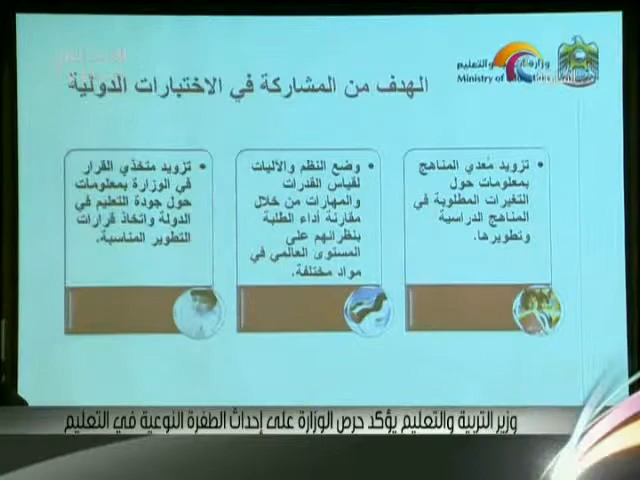 وزارة التربية والتعليم
Ministry of
الهدف من المشاركة في الاختبارات الدولية
• تزويد مُعدي المناهج
بمعلومات حول
التغيرات المطلوبة في
المناهج الدراسية
وتطويرها.
• وضع النظم والآليات
لقياس القدرات
والمهارات من خلال
مقارنة أداء الطلبة
بنظرائهم على
المستوى العالمي في
مواد مختلفة.
• تزويد متخذي القرار
في الوزارة بمعلومات
حول جودة التعليم في
الدولة واتخاذ قرارات
التطوير المناسبة.
وزير التربية والتعليم يؤكد حرص الوزارة على إحداث الطفرة النوعية في التعليم